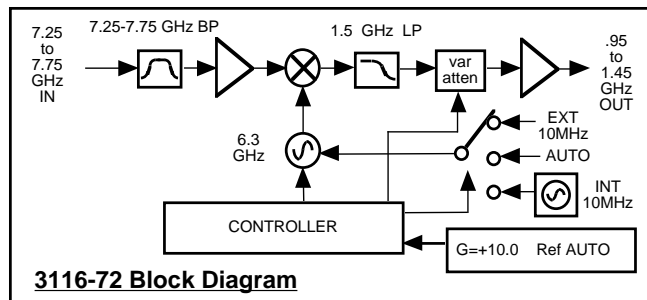 7.25
to
7.75
GHz
IN
7.25-7.75 GHz BP
1.5 GHz LP
var
atten
.95
to
1.45
GHz
OUT
6.3
GHz
EXT
10MHz
AUTO
INT
10MHz
CONTROLLER
G=+10.0 Ref AUTO
3116-72 Block Diagram